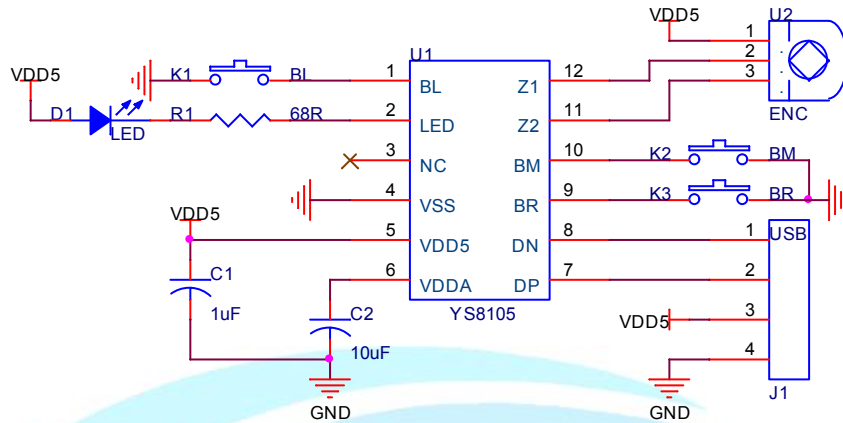 VDD5 U2
U1 1
K1 BL 1 12 2
VDD5 BL Z1 3
D1 LED R1 68R 2 LED Z2 11 ENC
3 NC BM 10 K2 BM
4 VSS BR 9 K3 BR
VDD5 5 VDD5 DN 8 1 USB
C1 6 VDDA DP 7 2
1uF C2 YS8105 VDD5 3
10uF 4
J1
GND GND